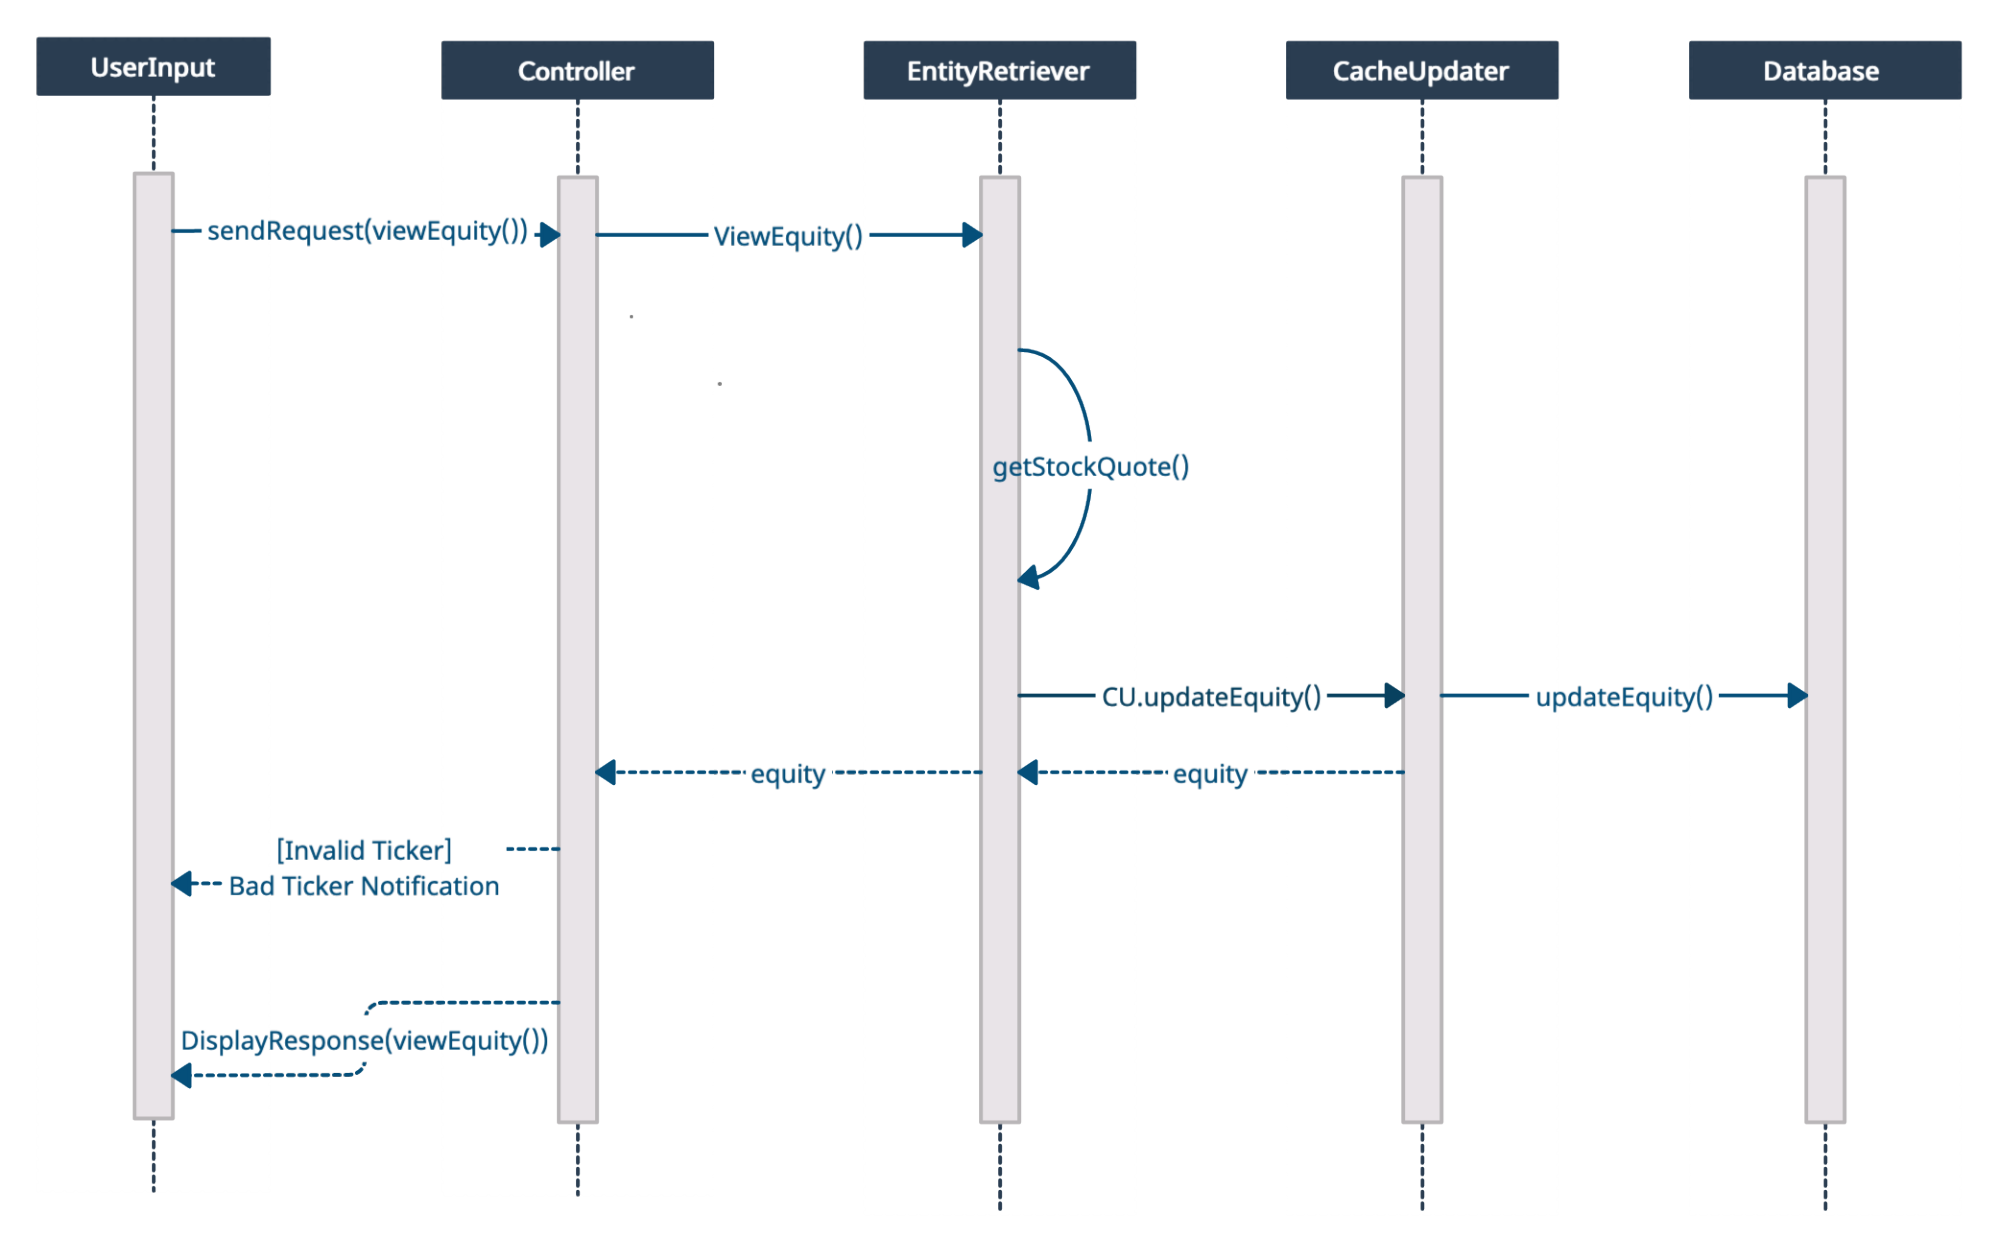 UserInput
Controller
EntityRetriever
CacheUpdater
Database
sendRequest(viewEquity())
ViewEquity()
getStockQuote()
CU.updateEquity()
updateEquity()
equity
equity
[Invalid Ticker]
Bad Ticker Notification
DisplayResponse(viewEquity())